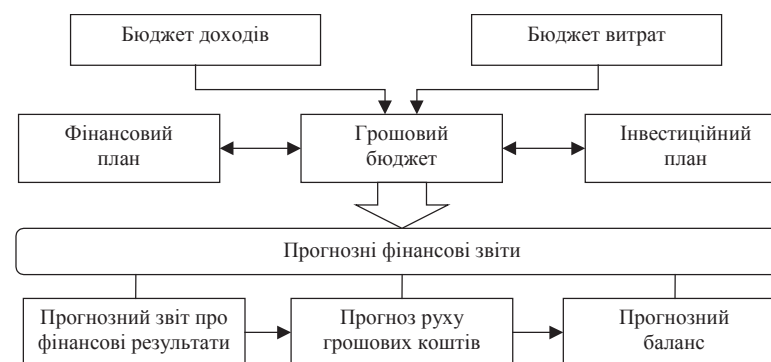 Бюджет доходів
Бюджет витрат
Фінансовий
план
Грошовий
бюджет
Інвестиційний
план
Прогнозні фінансові звіти
Прогнозний звіт про
фінансові результати
Прогноз руху
грошових коштів
Прогнозний
баланс